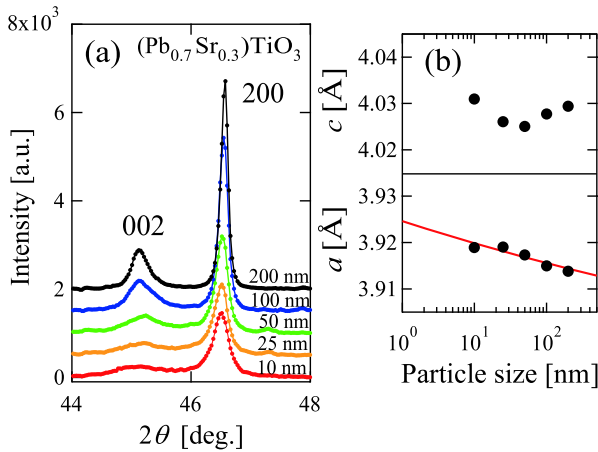 8x10³
(a)
(Pb₀.₇Sr₀.₃)TiO₃
200
002
6
4
2
0
Intensity [a.u.]
200 nm
100 nm
50 nm
25 nm
10 nm
44
46
48
2θ [deg.]
(b)
4.04
4.03
4.02
c [Å]
3.93
3.92
3.91
a [Å]
10⁰
10¹
10²
Particle size [nm]